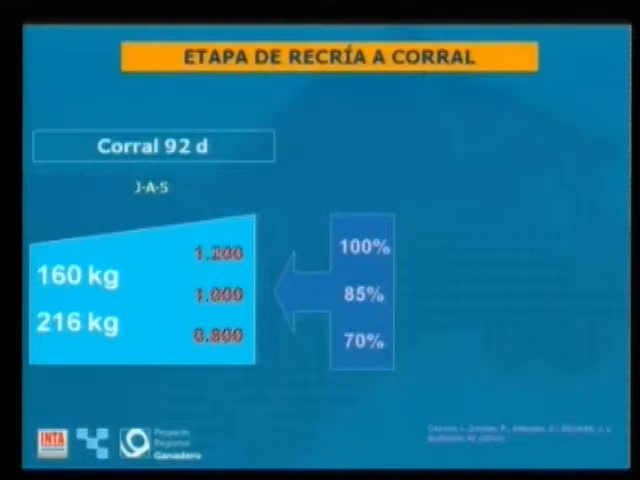 ETAPA DE RECRÍA A CORRAL
Corral 92 d
J-A-S
160 kg
216 kg
1.200
1.000
0.800
100%
85%
70%
INTA
Proyecto
Regional
Ganadero